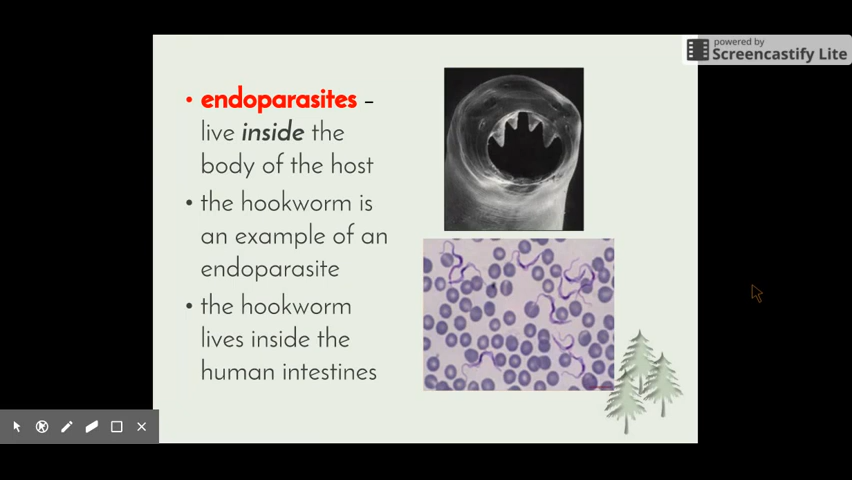 • endoparasites –
live inside the
body of the host
• the hookworm is
an example of an
endoparasite
• the hookworm
lives inside the
human intestines
powered by
Screencastify Lite